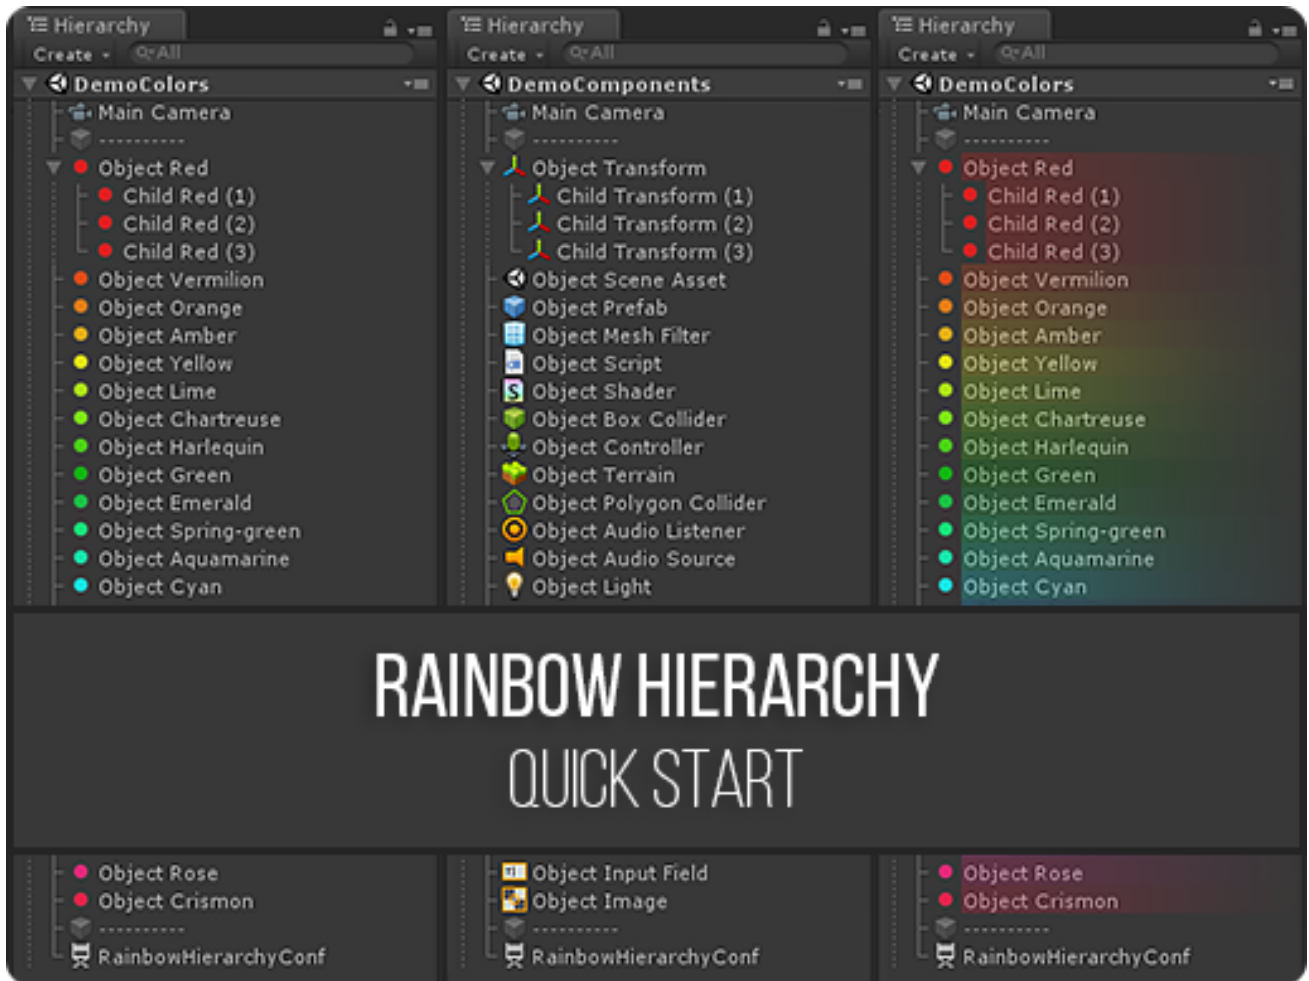 Hierarchy
Create
All
DemoColors
Main Camera
----------
Object Red
Child Red (1)
Child Red (2)
Child Red (3)
Object Vermilion
Object Orange
Object Amber
Object Yellow
Object Lime
Object Chartreuse
Object Harlequin
Object Green
Object Emerald
Object Spring-green
Object Aquamarine
Object Cyan
Hierarchy
Create
All
DemoComponents
Main Camera
----------
Object Transform
Child Transform (1)
Child Transform (2)
Child Transform (3)
Object Scene Asset
Object Prefab
Object Mesh Filter
Object Script
Object Shader
Object Box Collider
Object Controller
Object Terrain
Object Polygon Collider
Object Audio Listener
Object Audio Source
Object Light
Hierarchy
Create
All
DemoColors
Main Camera
----------
Object Red
Child Red (1)
Child Red (2)
Child Red (3)
Object Vermilion
Object Orange
Object Amber
Object Yellow
Object Lime
Object Chartreuse
Object Harlequin
Object Green
Object Emerald
Object Spring-green
Object Aquamarine
Object Cyan
RAINBOW HIERARCHY
QUICK START
Object Rose
Object Crismon
----------
RainbowHierarchyConf
Object Input Field
Object Image
----------
RainbowHierarchyConf
Object Rose
Object Crismon
----------
RainbowHierarchyConf